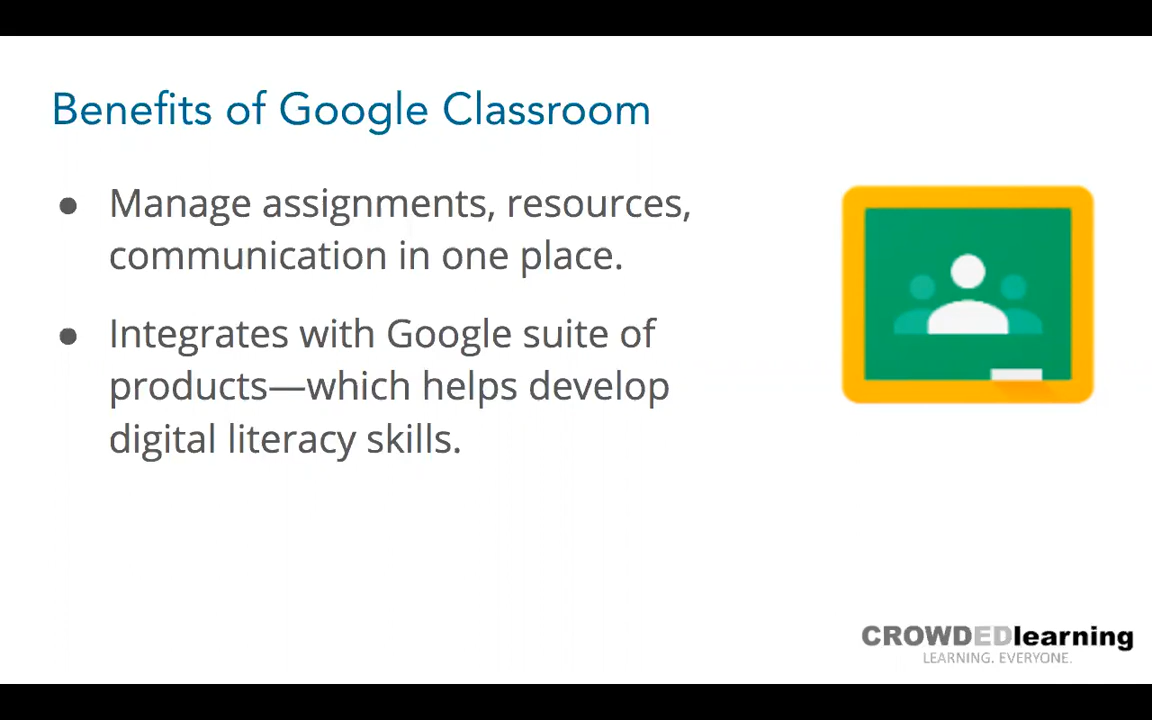 Benefits of Google Classroom
● Manage assignments, resources,
communication in one place.
● Integrates with Google suite of
products—which helps develop
digital literacy skills.
CROWDEDlearning
LEARNING. EVERYONE.